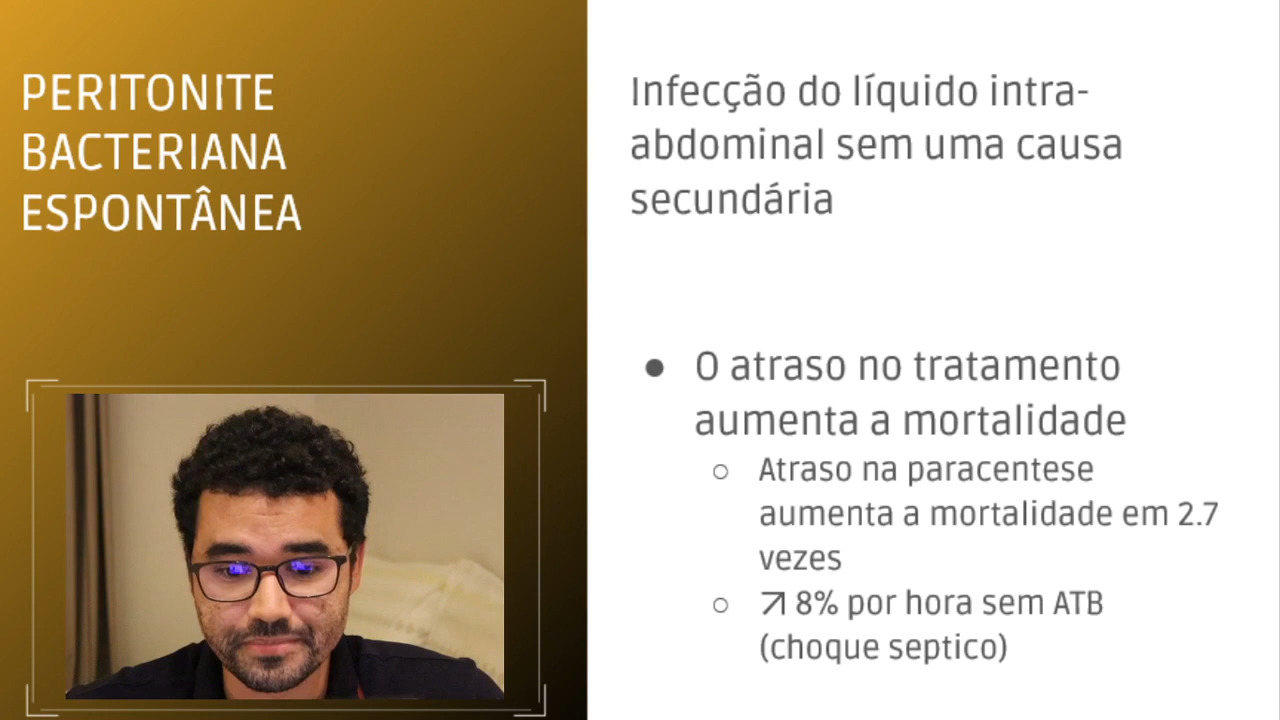 PERITONITE
BACTERIANA
ESPONTÂNEA
Infecção do líquido intra-
abdominal sem uma causa
secundária
● O atraso no tratamento
aumenta a mortalidade
○ Atraso na paracentese
aumenta a mortalidade em 2.7
vezes
○ ↗ 8% por hora sem ATB
(choque septico)